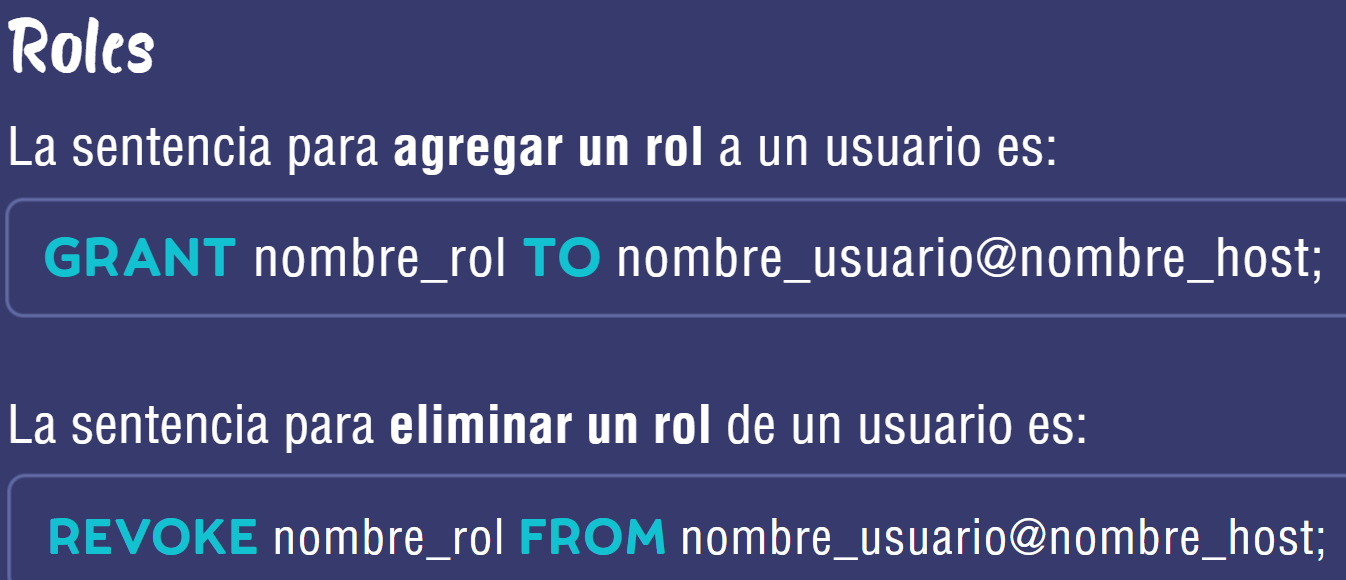 Roles
La sentencia para agregar un rol a un usuario es:
GRANT nombre_rol TO nombre_usuario@nombre_host;
La sentencia para eliminar un rol de un usuario es:
REVOKE nombre_rol FROM nombre_usuario@nombre_host;